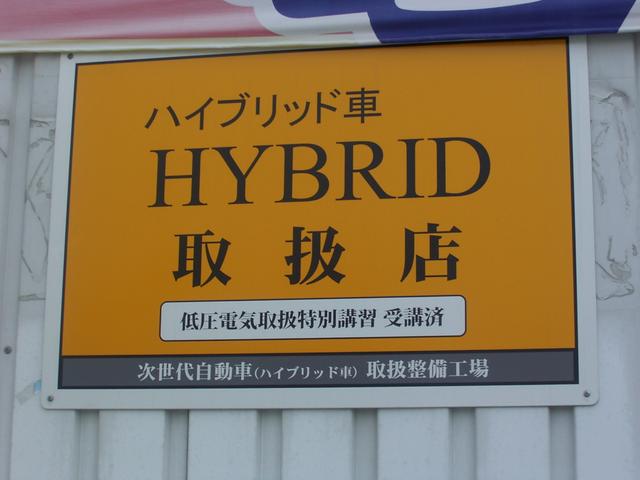 ハイブリッド車
HYBRID
取扱店
低圧電気取扱特別講習 受講済
次世代自動車(ハイブリッド車) 取扱整備工場